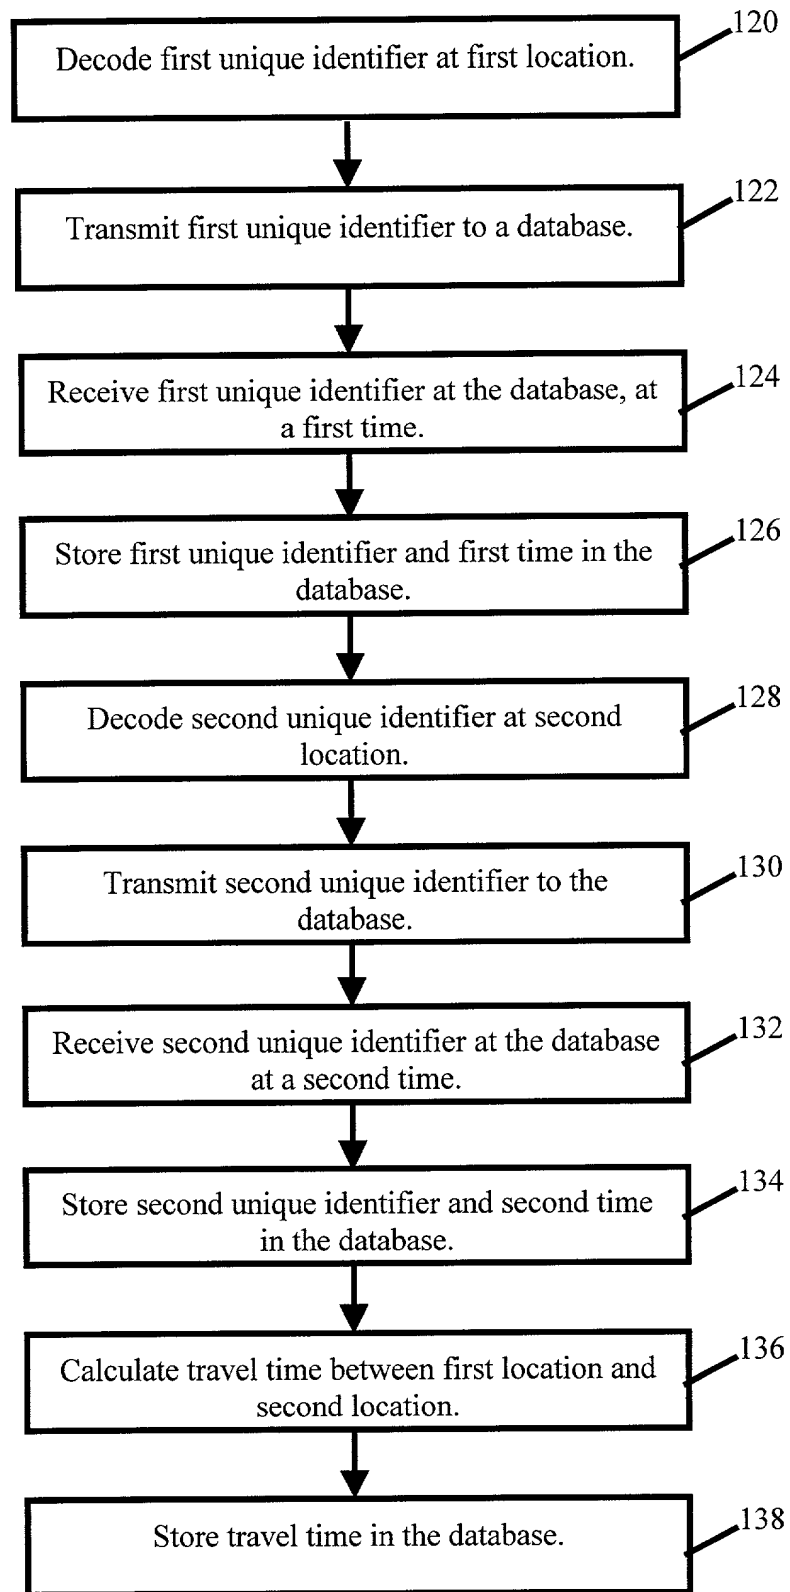 120
Decode first unique identifier at first location.
122
Transmit first unique identifier to a database.
124
Receive first unique identifier at the database, at
a first time.
126
Store first unique identifier and first time in the
database.
128
Decode second unique identifier at second
location.
130
Transmit second unique identifier to the
database.
132
Receive second unique identifier at the database
at a second time.
134
Store second unique identifier and second time
in the database.
136
Calculate travel time between first location and
second location.
138
Store travel time in the database.